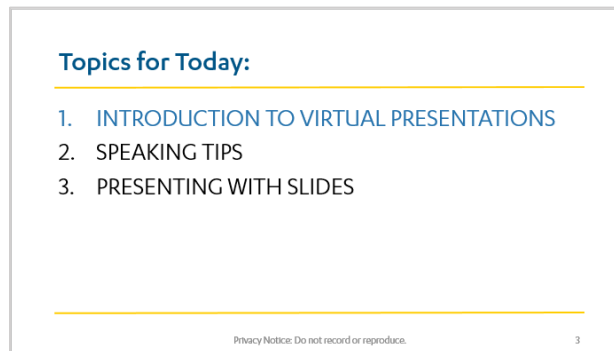 Topics for Today:
1. INTRODUCTION TO VIRTUAL PRESENTATIONS
2. SPEAKING TIPS
3. PRESENTING WITH SLIDES
Privacy Notice: Do not record or reproduce.
3